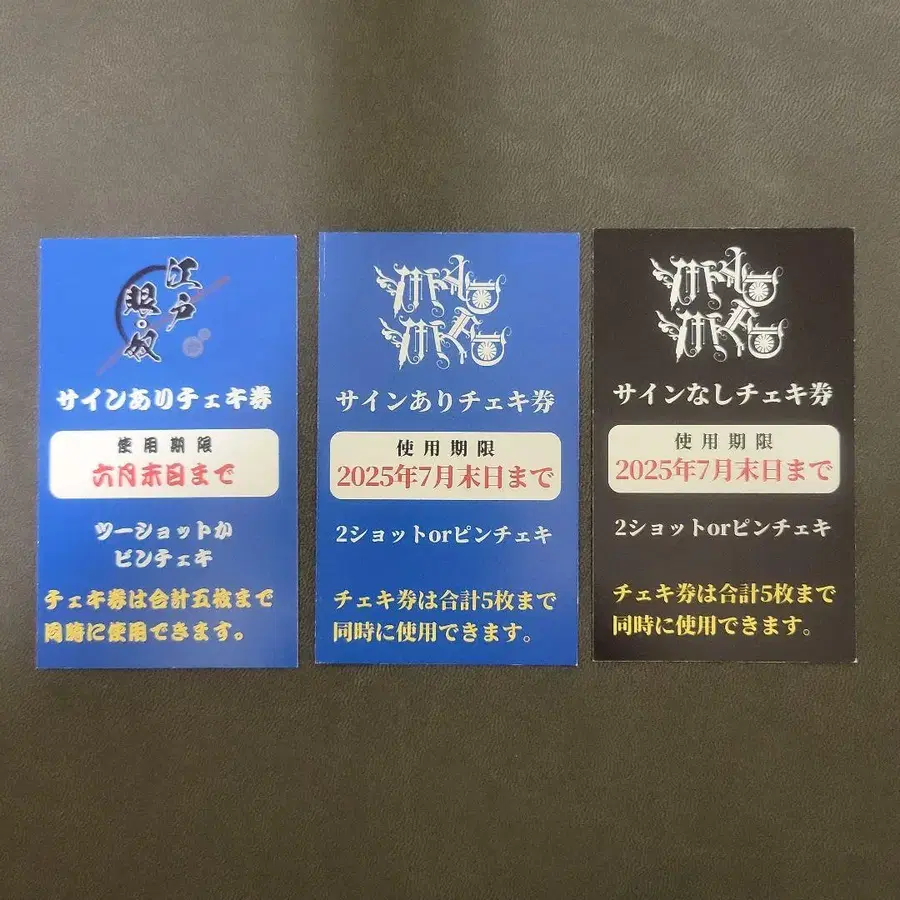 江戸
眼・奴
サインありチェキ券
使用期限
六月末日まで
ツーショットか
ピンチェキ
チェキ券は合計五枚まで
同時に使用できます。
サインありチェキ券
使用期限
2025年7月末日まで
2ショットorピンチェキ
チェキ券は合計5枚まで
同時に使用できます。
サインなしチェキ券
使用期限
2025年7月末日まで
2ショットorピンチェキ
チェキ券は合計5枚まで
同時に使用できます。